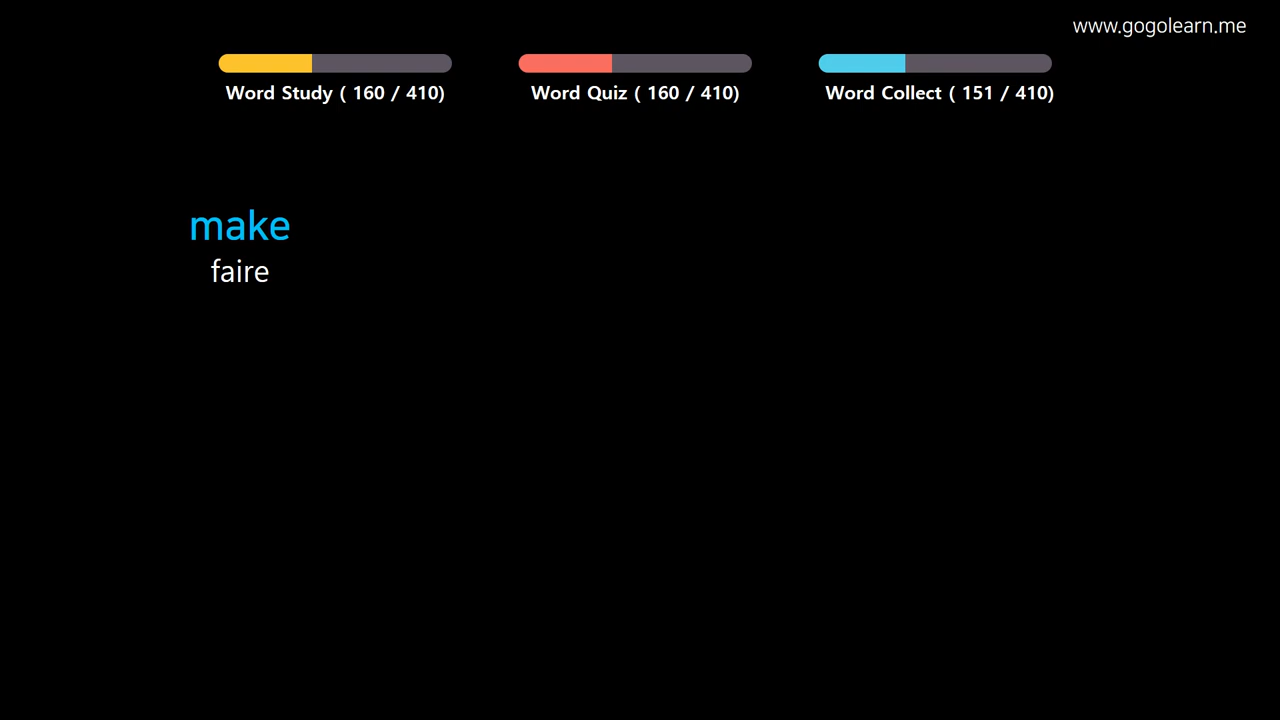 www.gogolearn.me
Word Study ( 160 / 410)
Word Quiz ( 160 / 410)
Word Collect ( 151 / 410)
make
faire